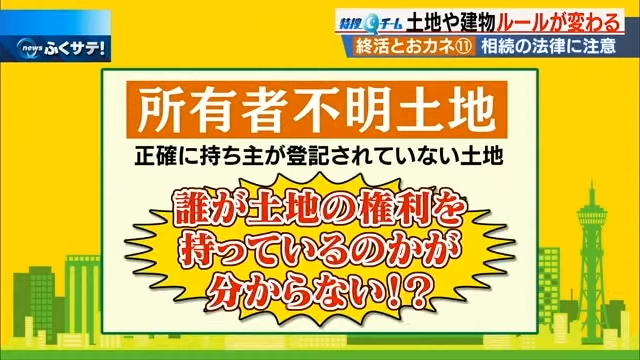 news ふくサテ!
特捜Qチーム 土地や建物ルールが変わる
終活とおカネ⑪ 相続の法律に注意
所有者不明土地
正確に持ち主が登記されていない土地
誰が土地の権利を
持っているのかが
分からない!?